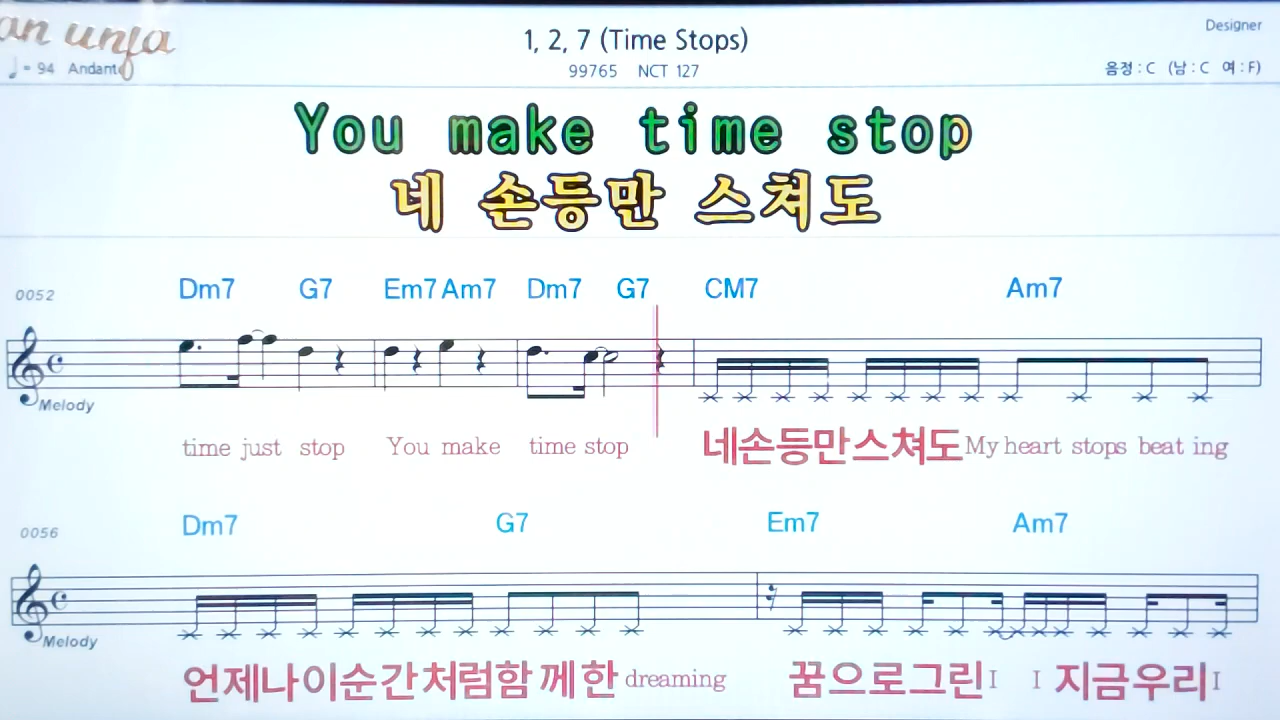 an unja
1, 2, 7 (Time Stops)
Designer
♩ = 94 Andante
99765 NCT 127
음정 : C (남 : C 여 : F)
You make time stop
네 손등만 스쳐도
0052
Dm7 G7 Em7 Am7 Dm7 G7 CM7 Am7
Melody
time just stop You make time stop 네손등만스쳐도 My heart stops beat ing
0056
Dm7 G7 Em7 Am7
Melody
언제나이순간처럼함께한 dreaming 꿈으로그린 I I 지금우리 I